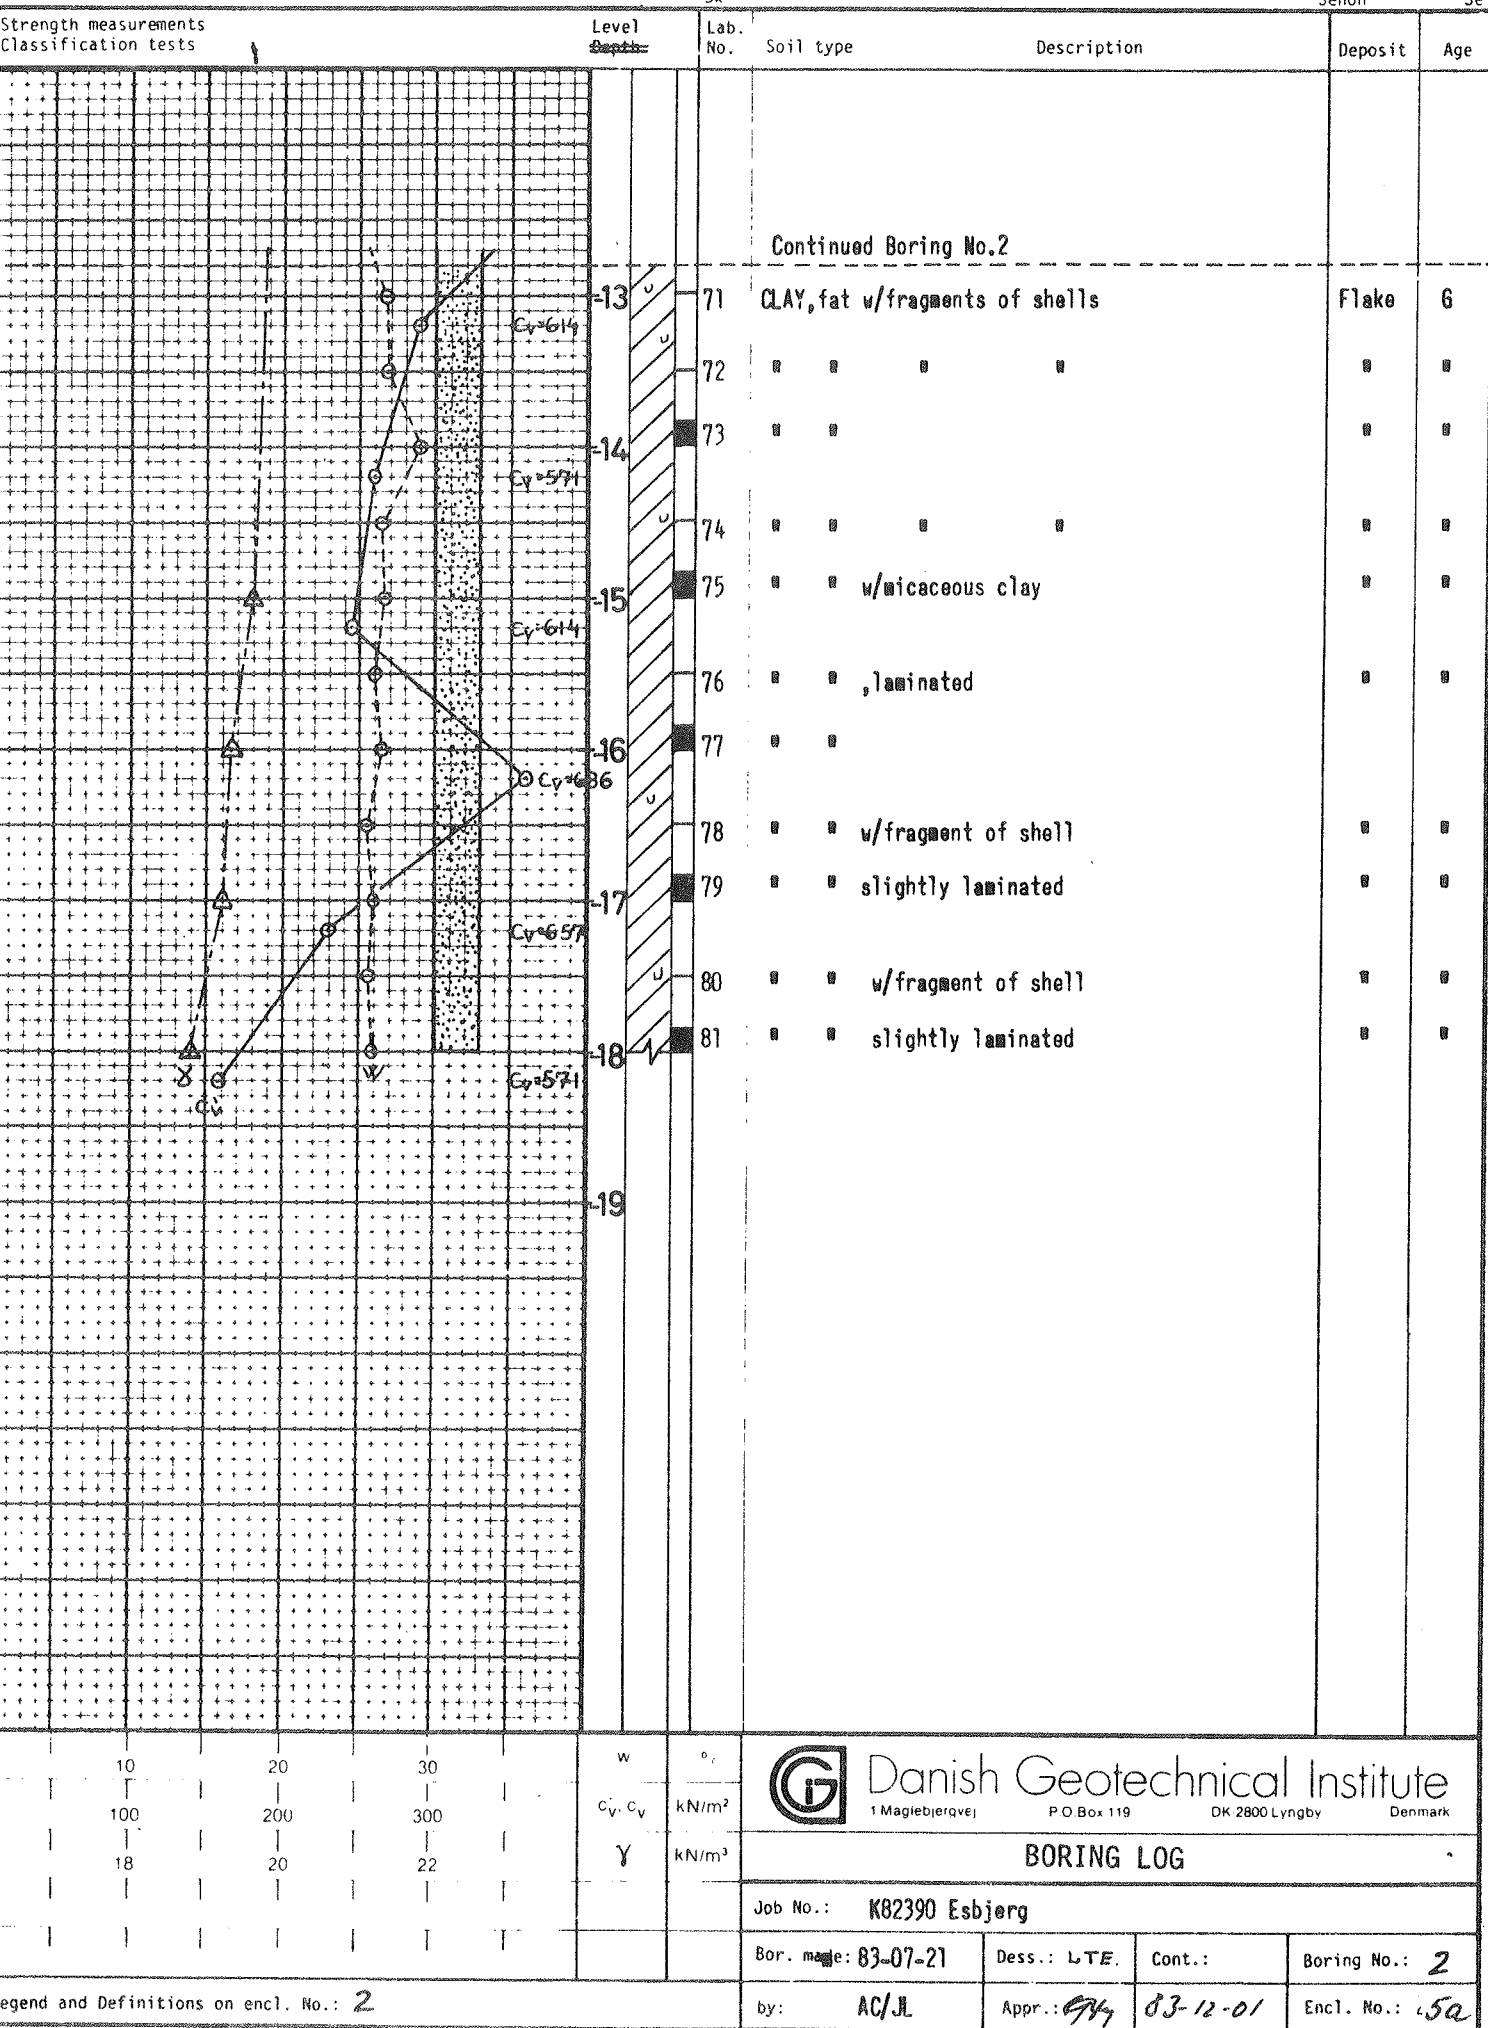 Senon
Strength measurements
Classification tests
Level
Depth
Lab.
No.
Soil type
Description
Deposit
Age
Continued Boring No.2
-13
71 CLAY, fat w/fragments of shells Flake G
Cv=614
72 " " " " " "
73 " " " "
-14
Cv=571
74 " " " " " "
75 " " w/micaceous clay " "
-15
Cv=614
76 " " ,laminated " "
77 " " " "
-16
Cv=686
78 " " w/fragment of shell " "
79 " " slightly laminated " "
-17
Cv=657
80 " " w/fragment of shell " "
81 " " slightly laminated " "
-18
γ
W
Cv=571
Cv
-19
10 20 30 w %
100 200 300 c'v, cv kN/m²
18 20 22 γ kN/m³
Danish Geotechnical Institute
1 Maglebjergvej P.O.Box 119 DK 2800 Lyngby Denmark
BORING LOG
Job No.: K82390 Esbjerg
Bor. made: 83-07-21 Dess.: LTE. Cont.: Boring No.: 2
egend and Definitions on encl. No.: 2
by: AC/JL Appr.: 83-12-01 Encl. No.: 5a